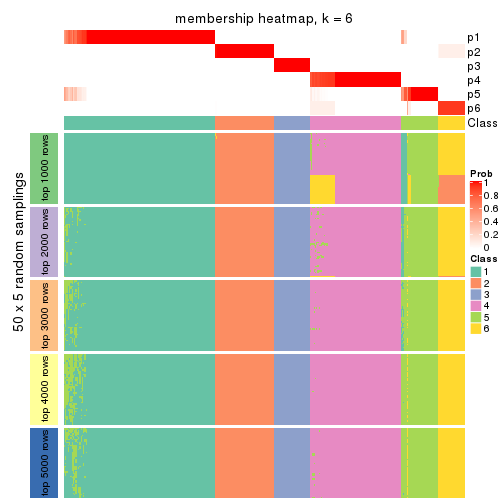 membership heatmap, k = 6
p1
p2
p3
p4
p5
p6
Class
50 x 5 random samplings
top 1000 rows
top 2000 rows
top 3000 rows
top 4000 rows
top 5000 rows
Prob
1
0.8
0.6
0.4
0.2
0
Class
1
2
3
4
5
6